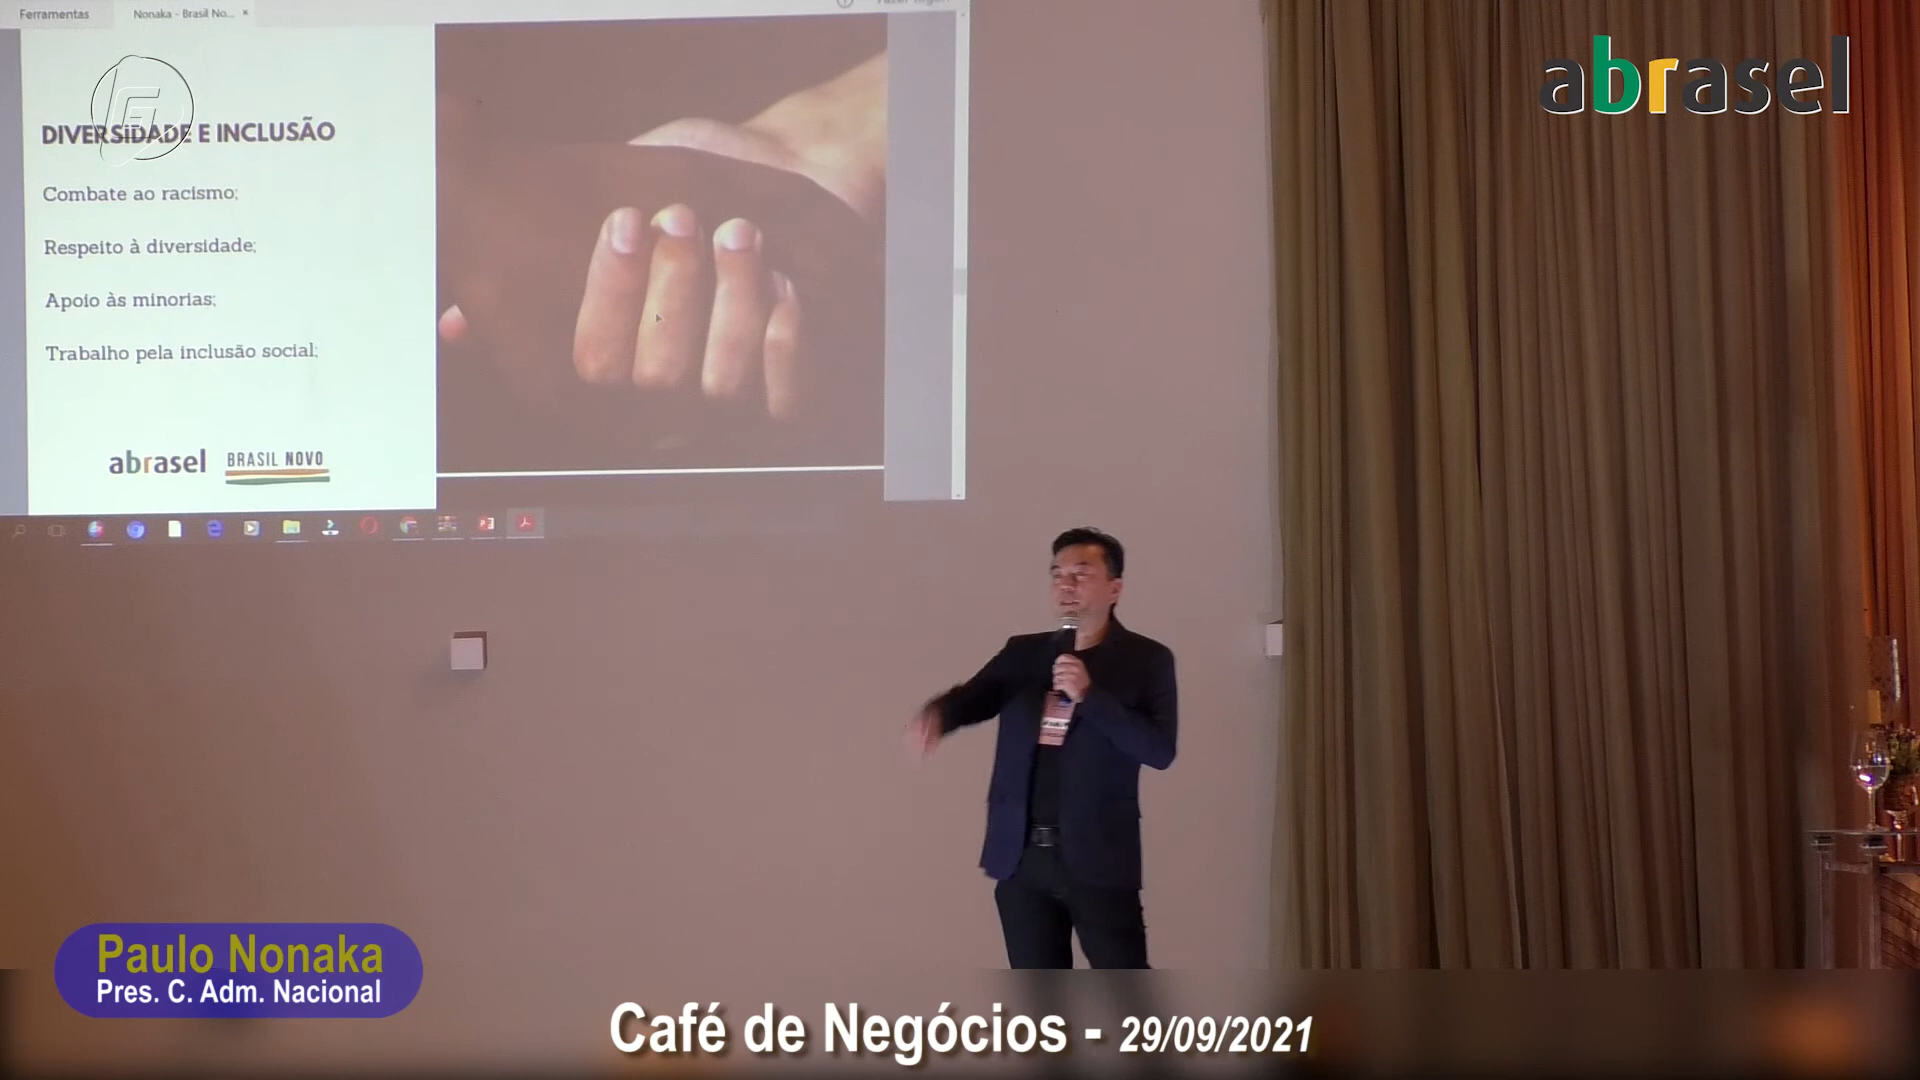 Ferramentas
Nonaka - Brasil No... ×
abrasel
DIVERSIDADE E INCLUSÃO
Combate ao racismo;
Respeito à diversidade;
Apoio às minorias;
Trabalho pela inclusão social;
abrasel BRASIL NOVO
Paulo Nonaka
Pres. C. Adm. Nacional
Café de Negócios - 29/09/2021